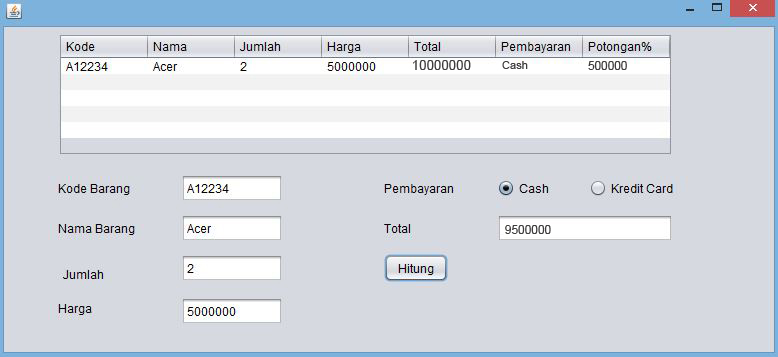 Kode Nama Jumlah Harga Total Pembayaran Potongan%
A12234 Acer 2 5000000 10000000 Cash 500000
Kode Barang A12234 Pembayaran Cash Kredit Card
Nama Barang Acer Total 9500000
Jumlah 2 Hitung
Harga 5000000